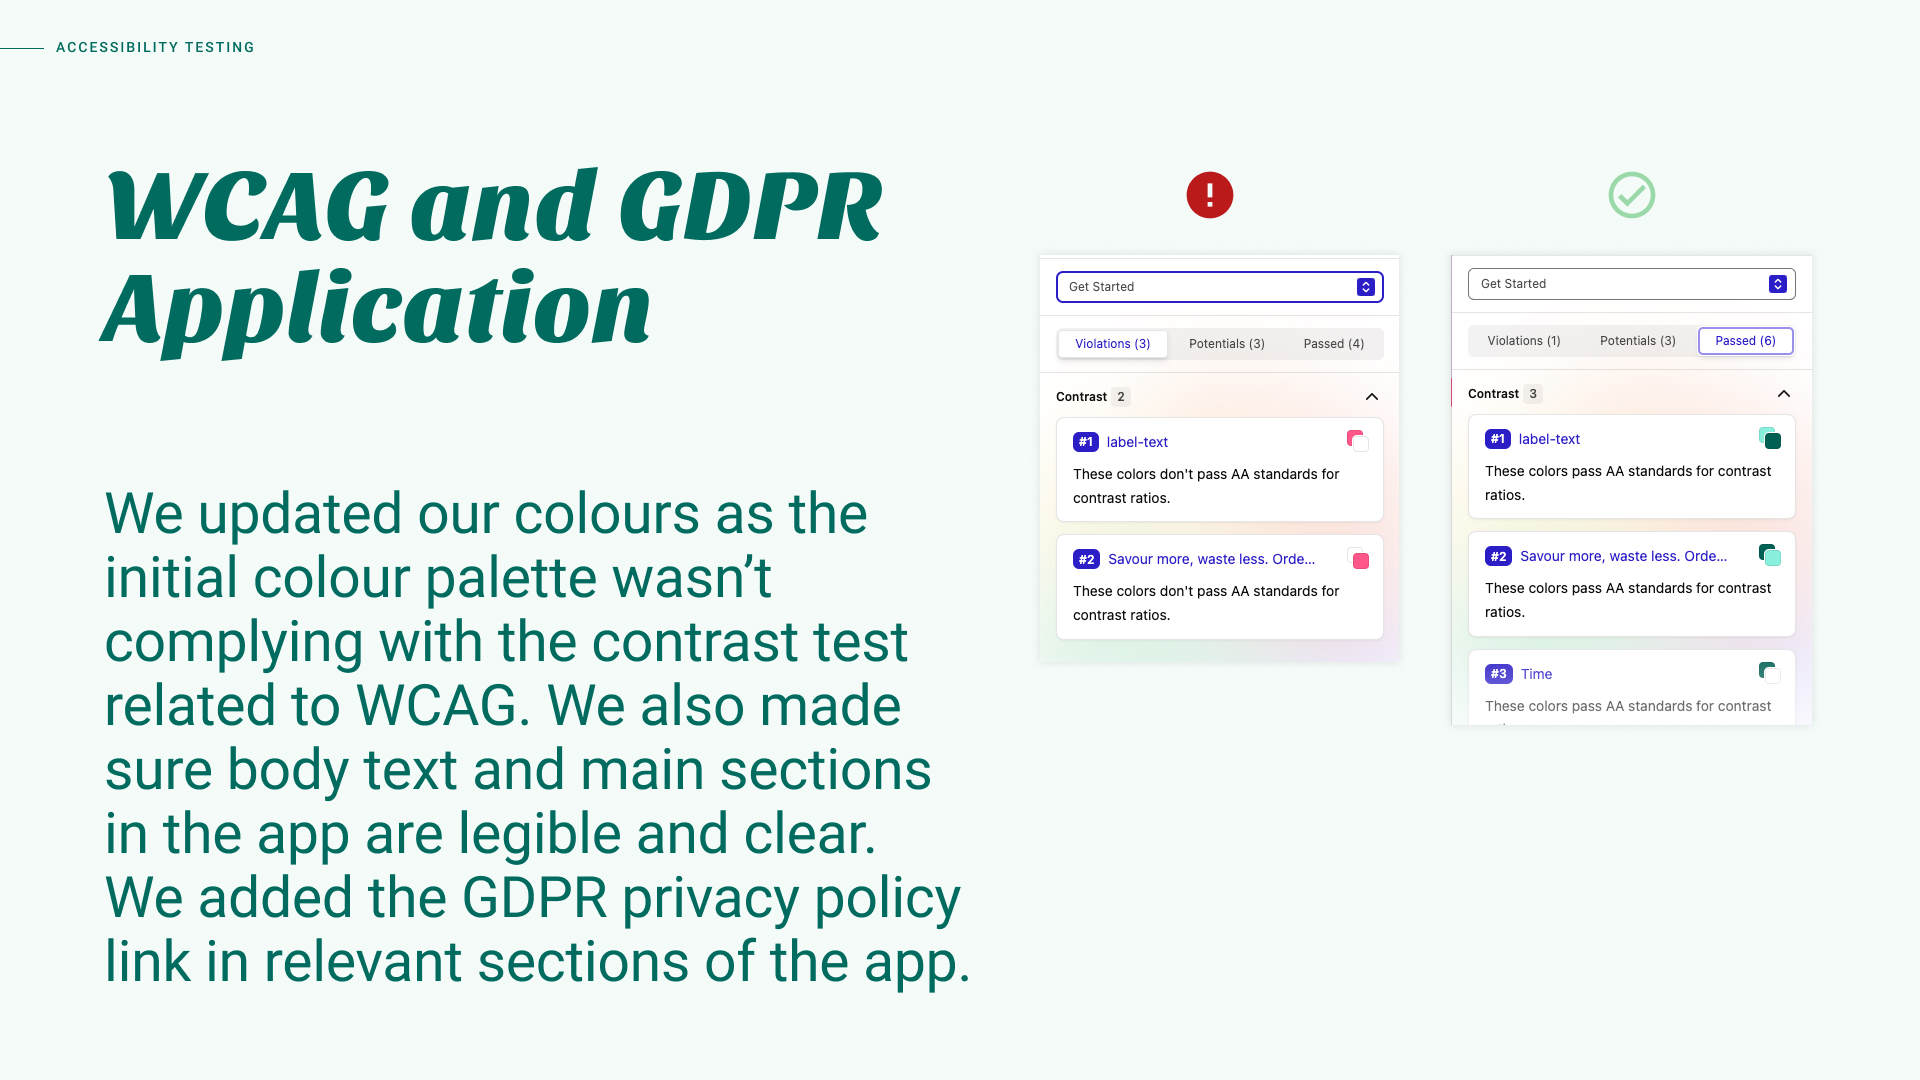 ACCESSIBILITY TESTING
WCAG and GDPR
Application
We updated our colours as the
initial colour palette wasn’t
complying with the contrast test
related to WCAG. We also made
sure body text and main sections
in the app are legible and clear.
We added the GDPR privacy policy
link in relevant sections of the app.
Get Started
Violations (3) Potentials (3) Passed (4)
Contrast 2
#1 label-text
These colors don't pass AA standards for
contrast ratios.
#2 Savour more, waste less. Orde...
These colors don't pass AA standards for
contrast ratios.
Get Started
Violations (1) Potentials (3) Passed (6)
Contrast 3
#1 label-text
These colors pass AA standards for contrast
ratios.
#2 Savour more, waste less. Orde...
These colors pass AA standards for contrast
ratios.
#3 Time
These colors pass AA standards for contrast